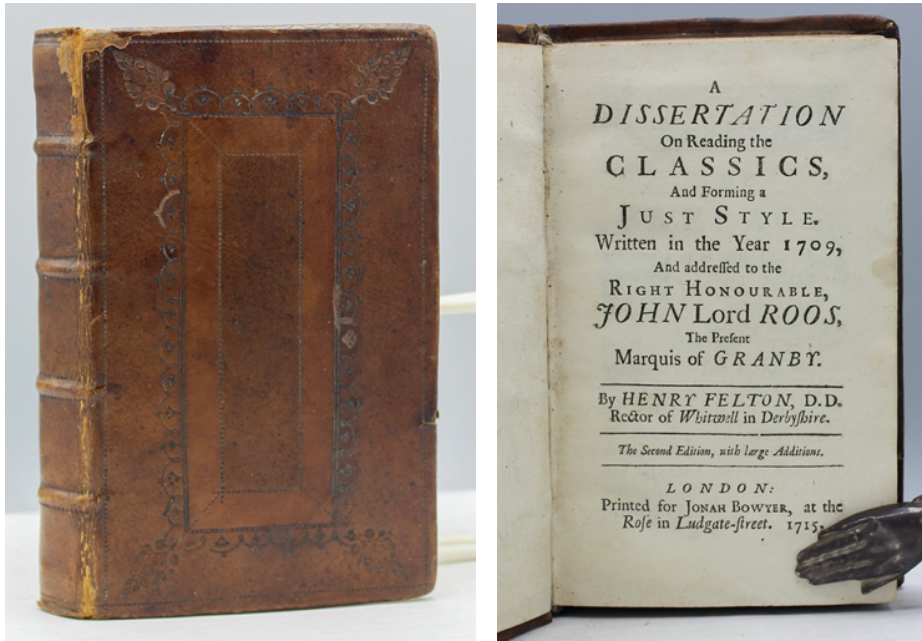 A
DISSERTATION
On Reading the
CLASSICS,
And Forming a
JUST STYLE.
Written in the Year 1709,
And addreſſed to the
RIGHT HONOURABLE,
JOHN Lord ROOS,
The Preſent
Marquis of GRANBY.
By HENRY FELTON, D.D.
Rector of Whitwell in Derbyſhire.
The Second Edition, with large Additions.
LONDON:
Printed for JONAH BOWYER, at the
Roſe in Ludgate-ſtreet. 1715.